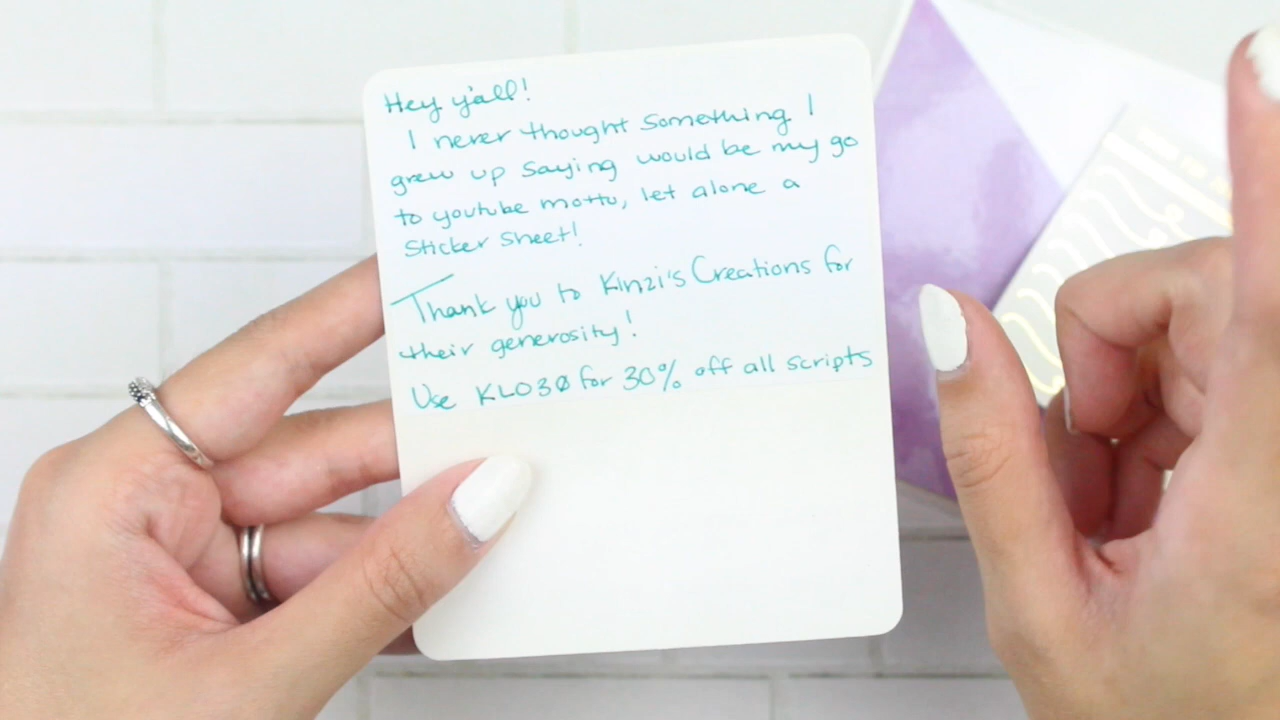 Hey y'all!
I never thought something I
grew up saying would be my go
to youtube motto, let alone a
Sticker Sheet!
Thank you to Kinzi's Creations for
their generosity!
Use KLO30 for 30% off all scripts